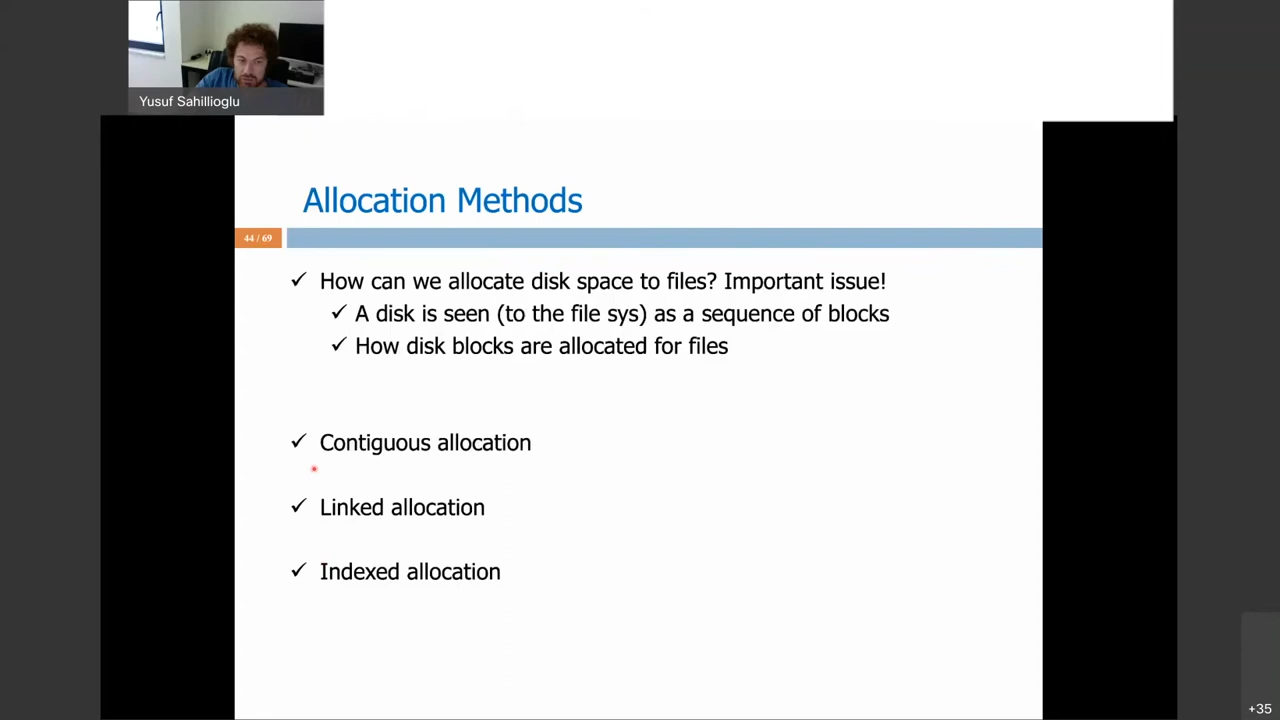 Yusuf Sahillioglu
Allocation Methods
44 / 69
✓ How can we allocate disk space to files? Important issue!
✓ A disk is seen (to the file sys) as a sequence of blocks
✓ How disk blocks are allocated for files
✓ Contiguous allocation
✓ Linked allocation
✓ Indexed allocation
+35